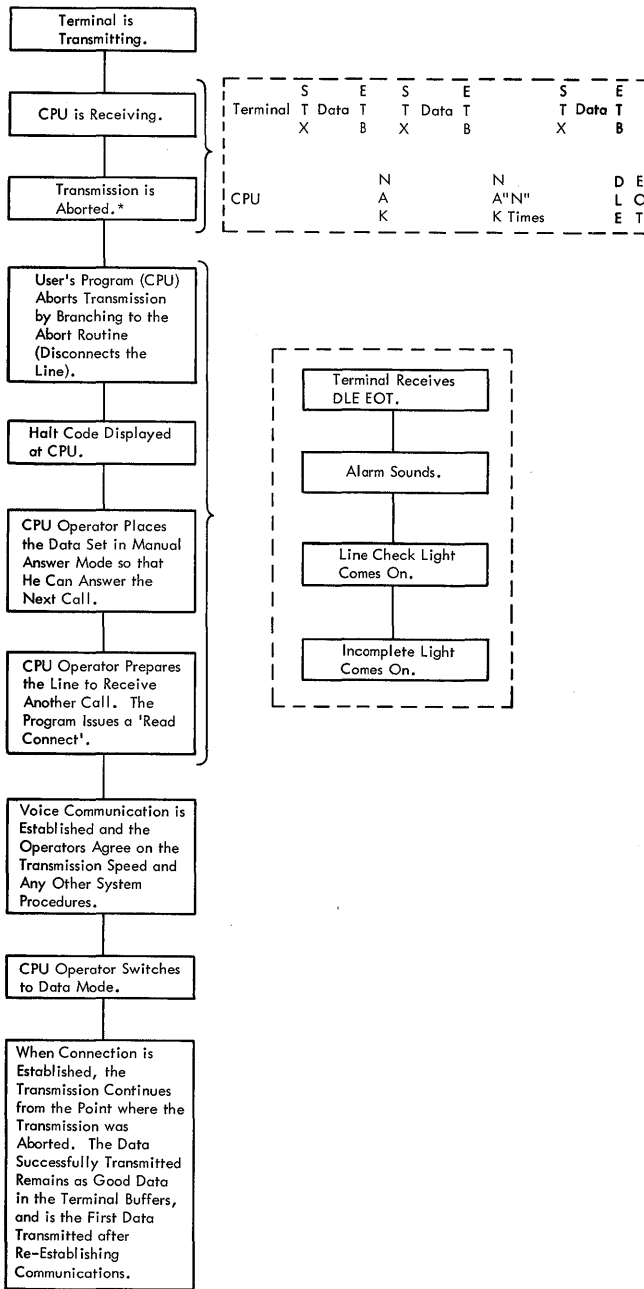 Terminal is
Transmitting.
CPU is Receiving.
Transmission is
Aborted.*
S E S E S E
Terminal T Data T T Data T T Data T
X B X B X B
N N D E
CPU A A"N" L O
K K Times E T
User's Program (CPU)
Aborts Transmission
by Branching to the
Abort Routine
(Disconnects the
Line).
Halt Code Displayed
at CPU.
CPU Operator Places
the Data Set in Manual
Answer Mode so that
He Can Answer the
Next Call.
CPU Operator Prepares
the Line to Receive
Another Call. The
Program Issues a 'Read
Connect'.
Terminal Receives
DLE EOT.
Alarm Sounds.
Line Check Light
Comes On.
Incomplete Light
Comes On.
Voice Communication is
Established and the
Operators Agree on the
Transmission Speed and
Any Other System
Procedures.
CPU Operator Switches
to Data Mode.
When Connection is
Established, the
Transmission Continues
from the Point where the
Transmission was
Aborted. The Data
Successfully Transmitted
Remains as Good Data
in the Terminal Buffers,
and is the First Data
Transmitted after
Re-Establishing
Communications.